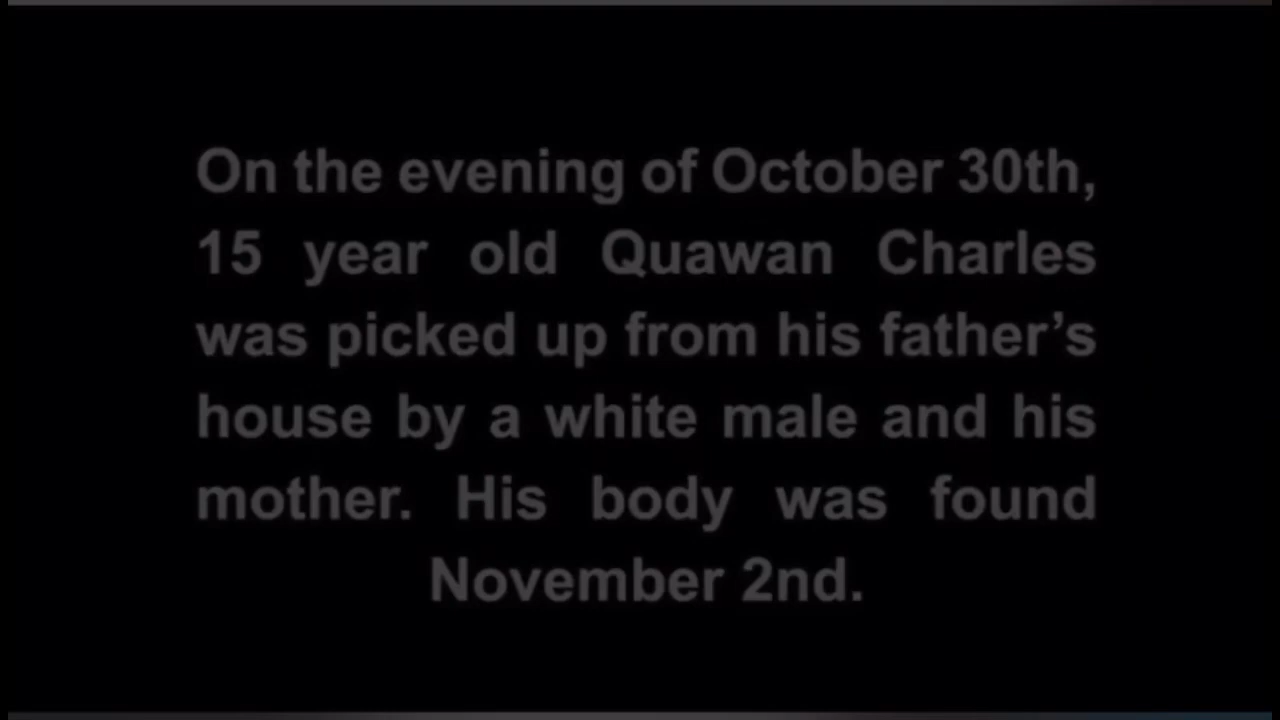 On the evening of October 30th,
15 year old Quawan Charles
was picked up from his father’s
house by a white male and his
mother. His body was found
November 2nd.